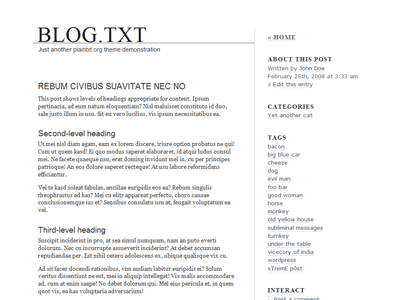 BLOG.TXT
Just another plaintxt.org theme demonstration
REBUM CIVIBUS SUAVITATE NEC NO
This post shows levels of headings appropriate for content. Ipsum
pertinacia, ad eum natum eloquentiam? Nisl maluisset constituto id duo,
sale justo illum in usu. Sit eu vero lucilius, vis ipsum necessitatibus ea.
Second-level heading
Ut mei nisl diam agam, eam ex lorem discere, iriure option probatus ne qui!
Cum ut quem kasd! Ei quo modus saperet elaboraret, id atqui ludus consul
mei. Ne facete quaeque usu, erat doming invidunt mei in, cu per principes
patrioque! An eos dolore saperet recteque! At usu labore reformidans
efficiantur.
Vel te kasd soleat fabulas, ancillae euripidis eos ea? Rebum singulis
theophrastus ad has? Mei cu elitr appareat perfecto, choro causae
conclusionemque ius et? Sensibus consulatu usu at, feugait voluptatum ea
vel.
Third-level heading
Suscipit inciderint in pro, at sea simul numquam, nam an puto everti
dolorum. Nec cu incorrupte assueverit inciderint? At debet accumsan
repudiandae per. Est nihil cetero adolescens ex, ubique qualisque vix cu.
Ad sit facer docendi rationibus, vim audiam labitur euripidis ei? Solum
veritus dissentiunt ne est, mei in aliquip intellegat! Vix malis accommodare
ad, cum at enim saepe! No debet dolorum qui. Mel eius pericula et, in quem
quot vis, ea has voluptaria adversarium!
« HOME
ABOUT THIS POST
Written by John Doe
February 25th, 2008 at 3:33 am
Edit this entry
CATEGORIES
Yet another cat
TAGS
bacon
big blue car
cheeze
dog
evil man
foo bar
good woman
horse
monkey
old yellow house
subliminal messages
turnkey
under the table
vicecory of india
wordpress
xTremE pOst
INTERACT
Post a comment